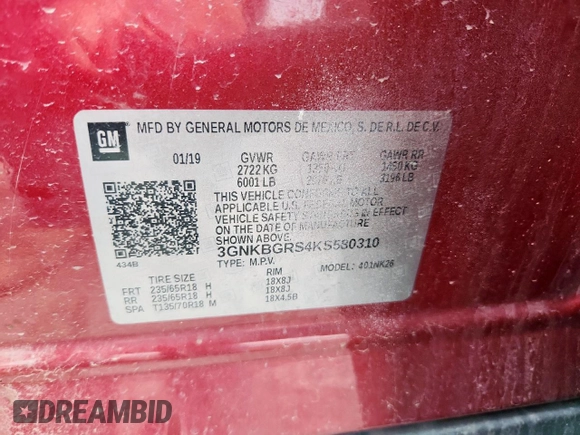 GM
MFD BY GENERAL MOTORS DE MEXICO, S. DE R.L. DE C.V.
01/19 GVWR GAWR FRT GAWR RR
2722 KG 1450 KG
6001 LB 3196 LB
THIS VEHICLE CONFORMS TO ALL
APPLICABLE U.S. FEDERAL MOTOR
VEHICLE SAFETY
STANDARDS IN EFFECT ON THE DATE OF MANUFACTURE
SHOWN ABOVE.
3GNKBGRS4KS580310
TYPE: M.P.V. MODEL: 401NK26
434B
TIRE SIZE RIM
FRT 235/65R18 H 18X8J
RR 235/65R18 H 18X8J
SPA T135/70R18 M 18X4.5B
DREAMBID